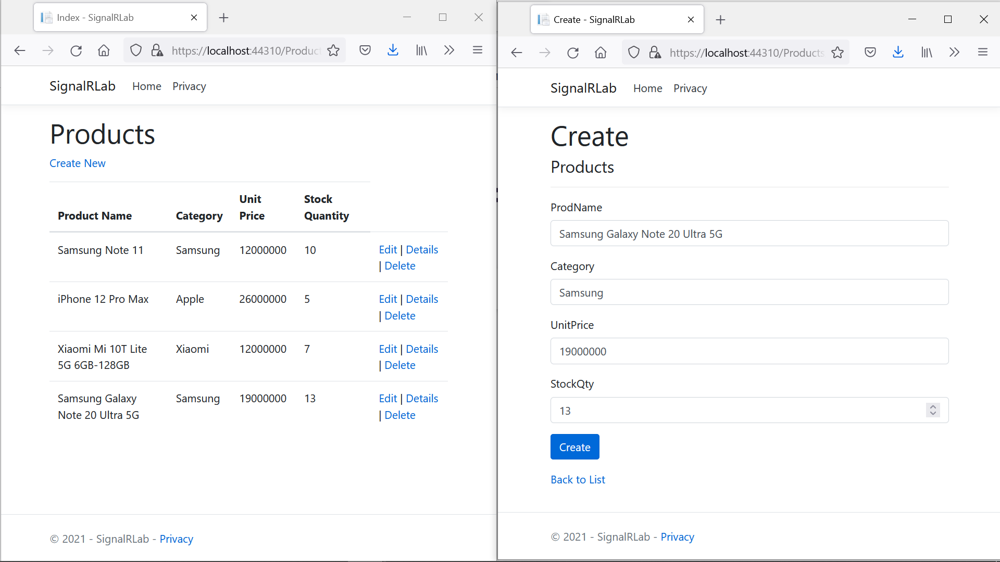 Index - SignalRLab
https://localhost:44310/Product
SignalRLab Home Privacy
Products
Create New
Product Name Category Unit Price Stock Quantity
Samsung Note 11 Samsung 12000000 10 Edit | Details
| Delete
iPhone 12 Pro Max Apple 26000000 5 Edit | Details
| Delete
Xiaomi Mi 10T Lite Xiaomi 12000000 7 Edit | Details
5G 6GB-128GB | Delete
Samsung Galaxy Samsung 19000000 13 Edit | Details
Note 20 Ultra 5G | Delete
© 2021 - SignalRLab - Privacy
Create - SignalRLab
https://localhost:44310/Products
SignalRLab Home Privacy
Create
Products
ProdName
Samsung Galaxy Note 20 Ultra 5G
Category
Samsung
UnitPrice
19000000
StockQty
13
Create
Back to List
© 2021 - SignalRLab - Privacy